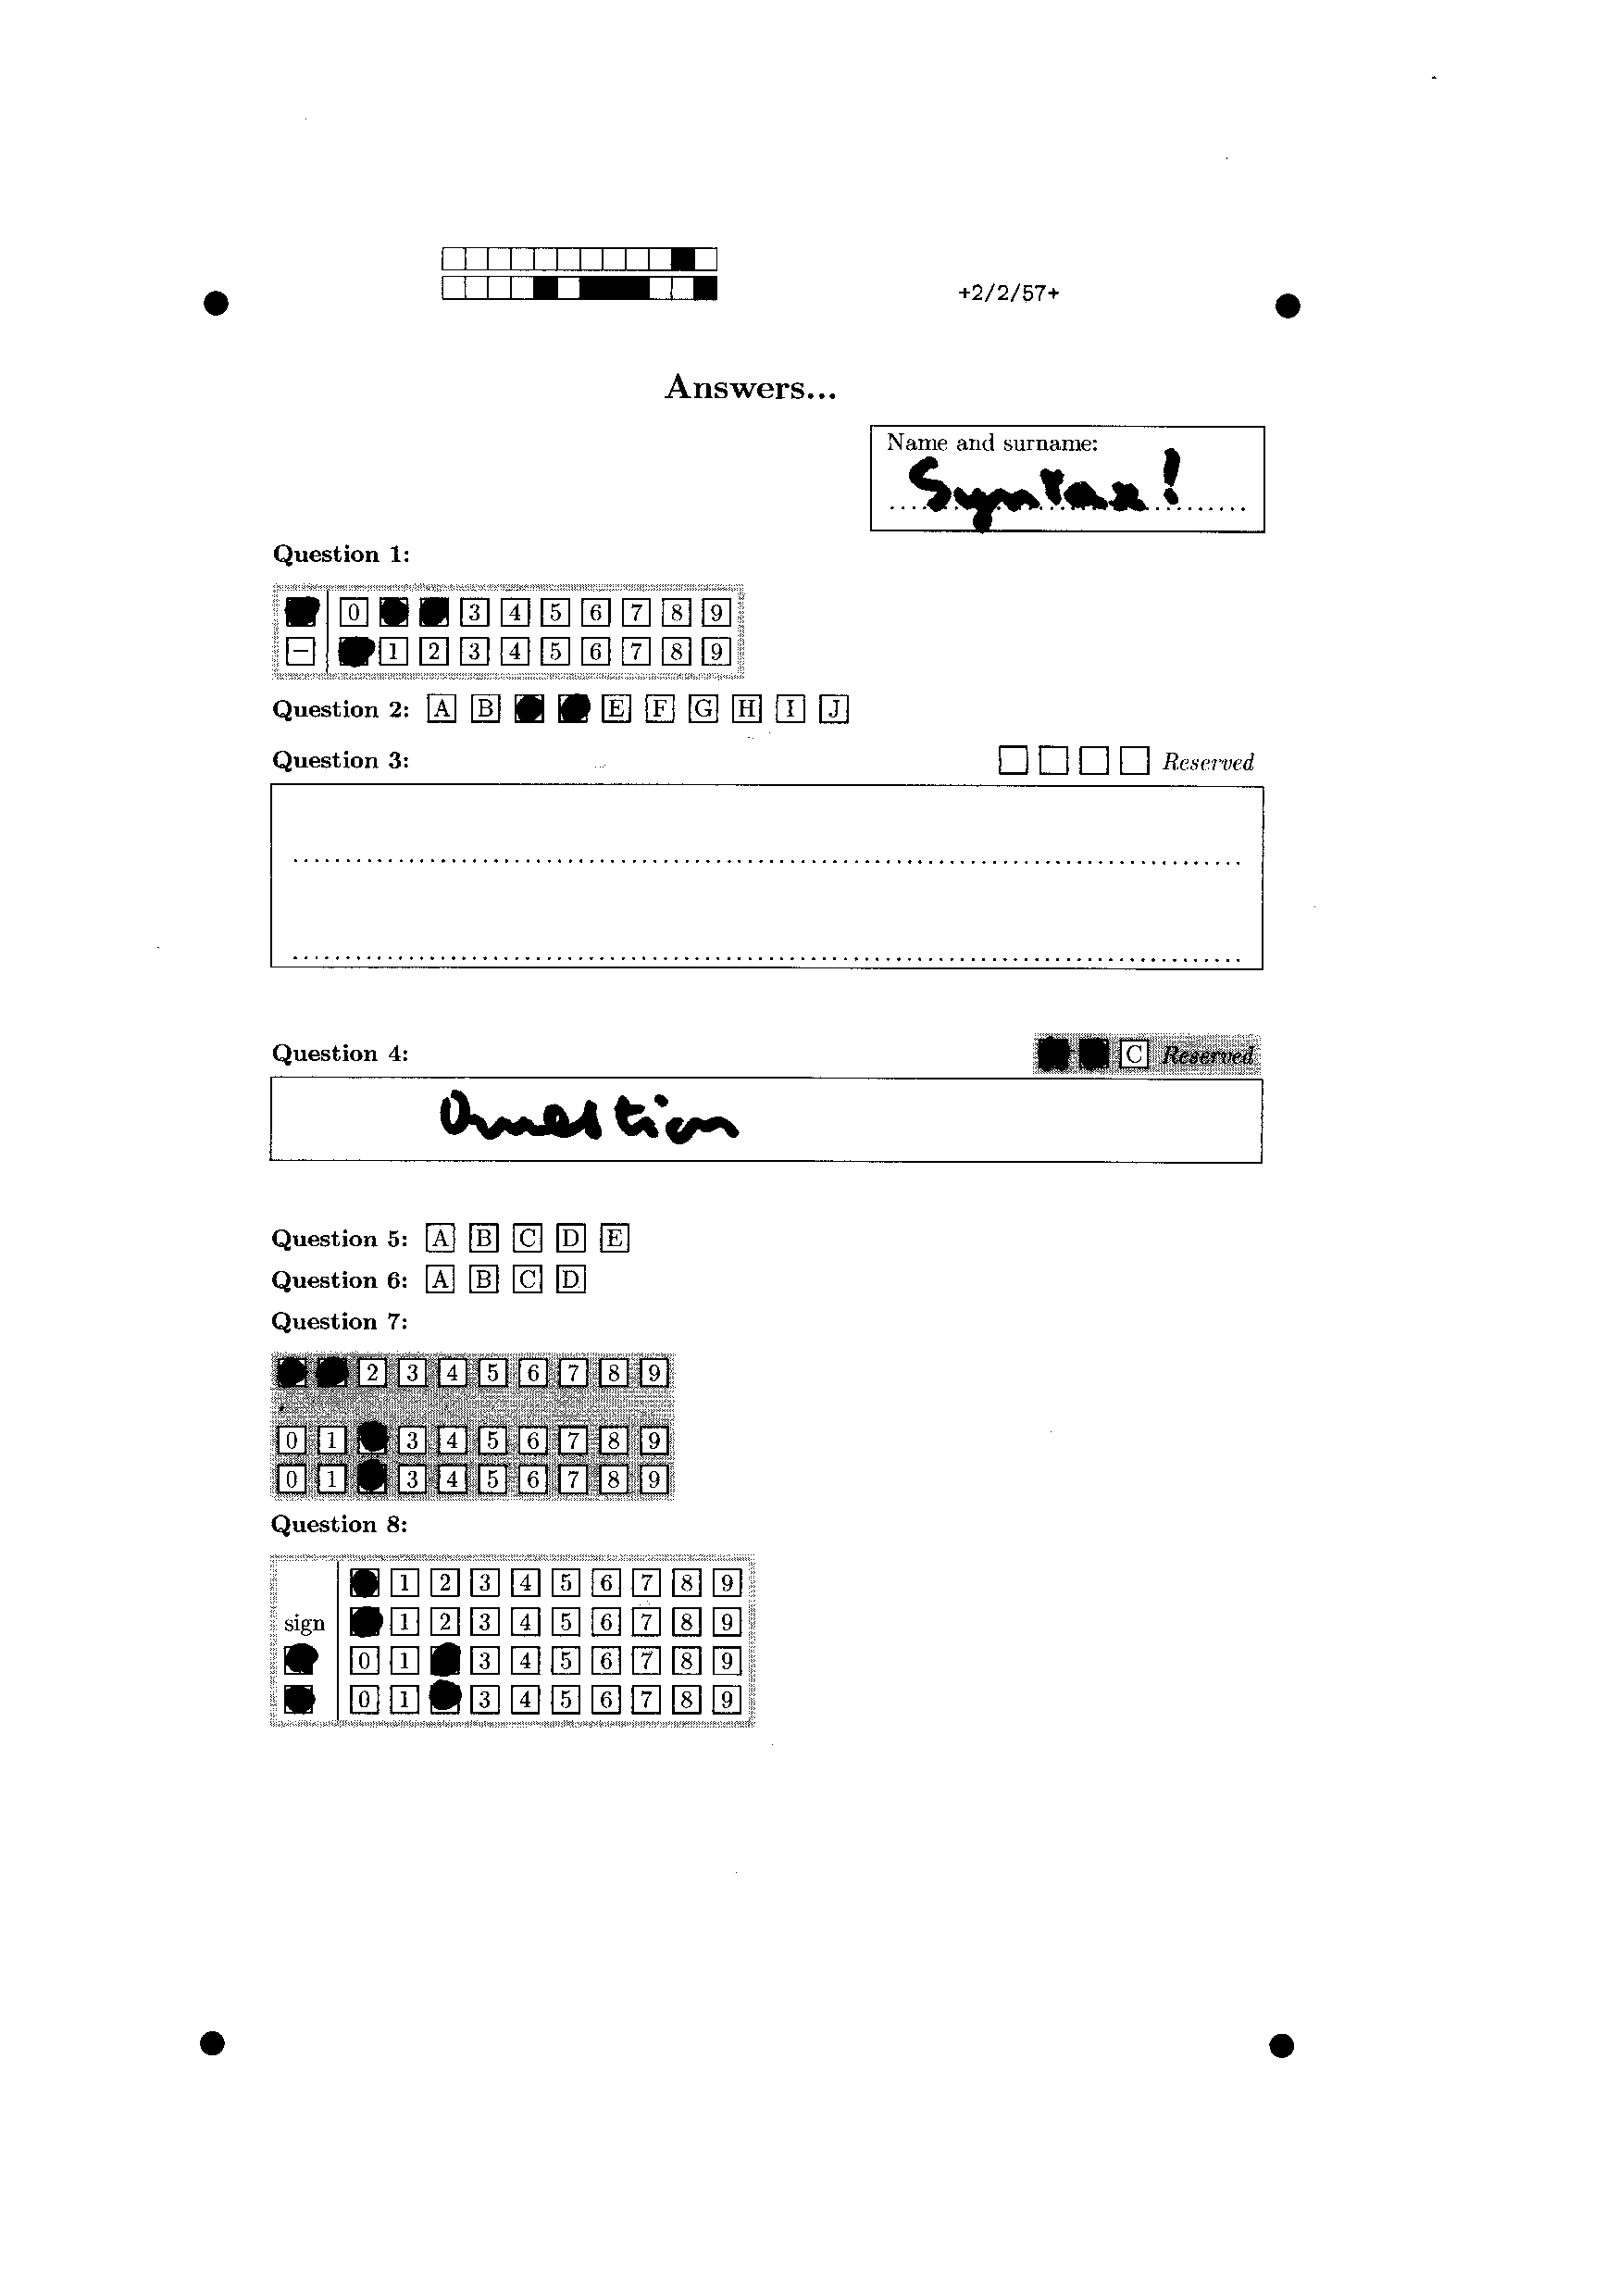 +2/2/57+
Answers...
Name and surname:
Syntax!
Question 1:
0 3 4 5 6 7 8 9
− 1 2 3 4 5 6 7 8 9
Question 2: A B E F G H I J
Question 3: Reserved
Question 4: C Reserved
Question 5: A B C D E
Question 6: A B C D
Question 7:
2 3 4 5 6 7 8 9
0 1 3 4 5 6 7 8 9
0 1 3 4 5 6 7 8 9
Question 8:
1 2 3 4 5 6 7 8 9
sign 1 2 3 4 5 6 7 8 9
0 1 3 4 5 6 7 8 9
0 1 3 4 5 6 7 8 9